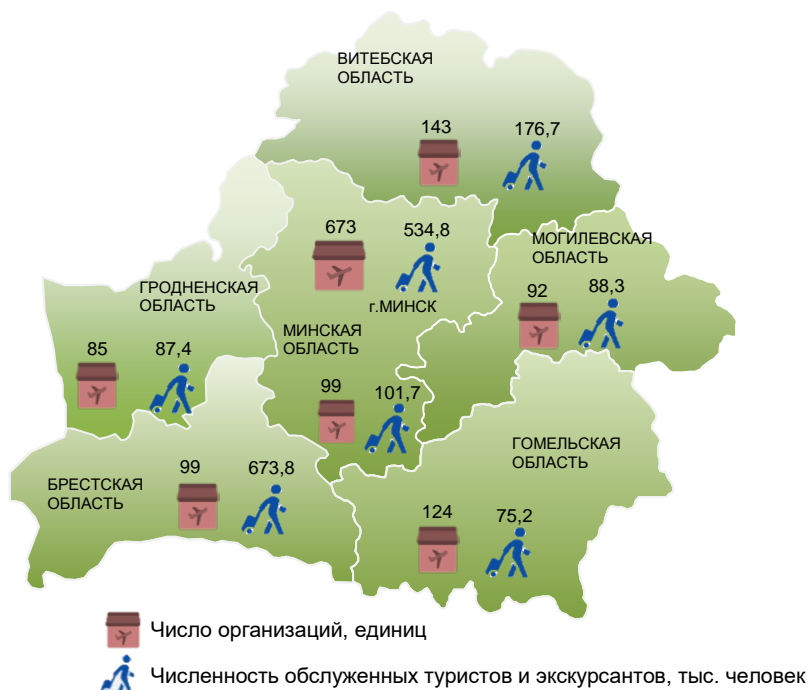 ВИТЕБСКАЯ
ОБЛАСТЬ
143
176,7
673
534,8
г.МИНСК
МОГИЛЕВСКАЯ
ОБЛАСТЬ
92
88,3
ГРОДНЕНСКАЯ
ОБЛАСТЬ
85
87,4
МИНСКАЯ
ОБЛАСТЬ
99
101,7
БРЕСТСКАЯ
ОБЛАСТЬ
99
673,8
ГОМЕЛЬСКАЯ
ОБЛАСТЬ
124
75,2
Число организаций, единиц
Численность обслуженных туристов и экскурсантов, тыс. человек